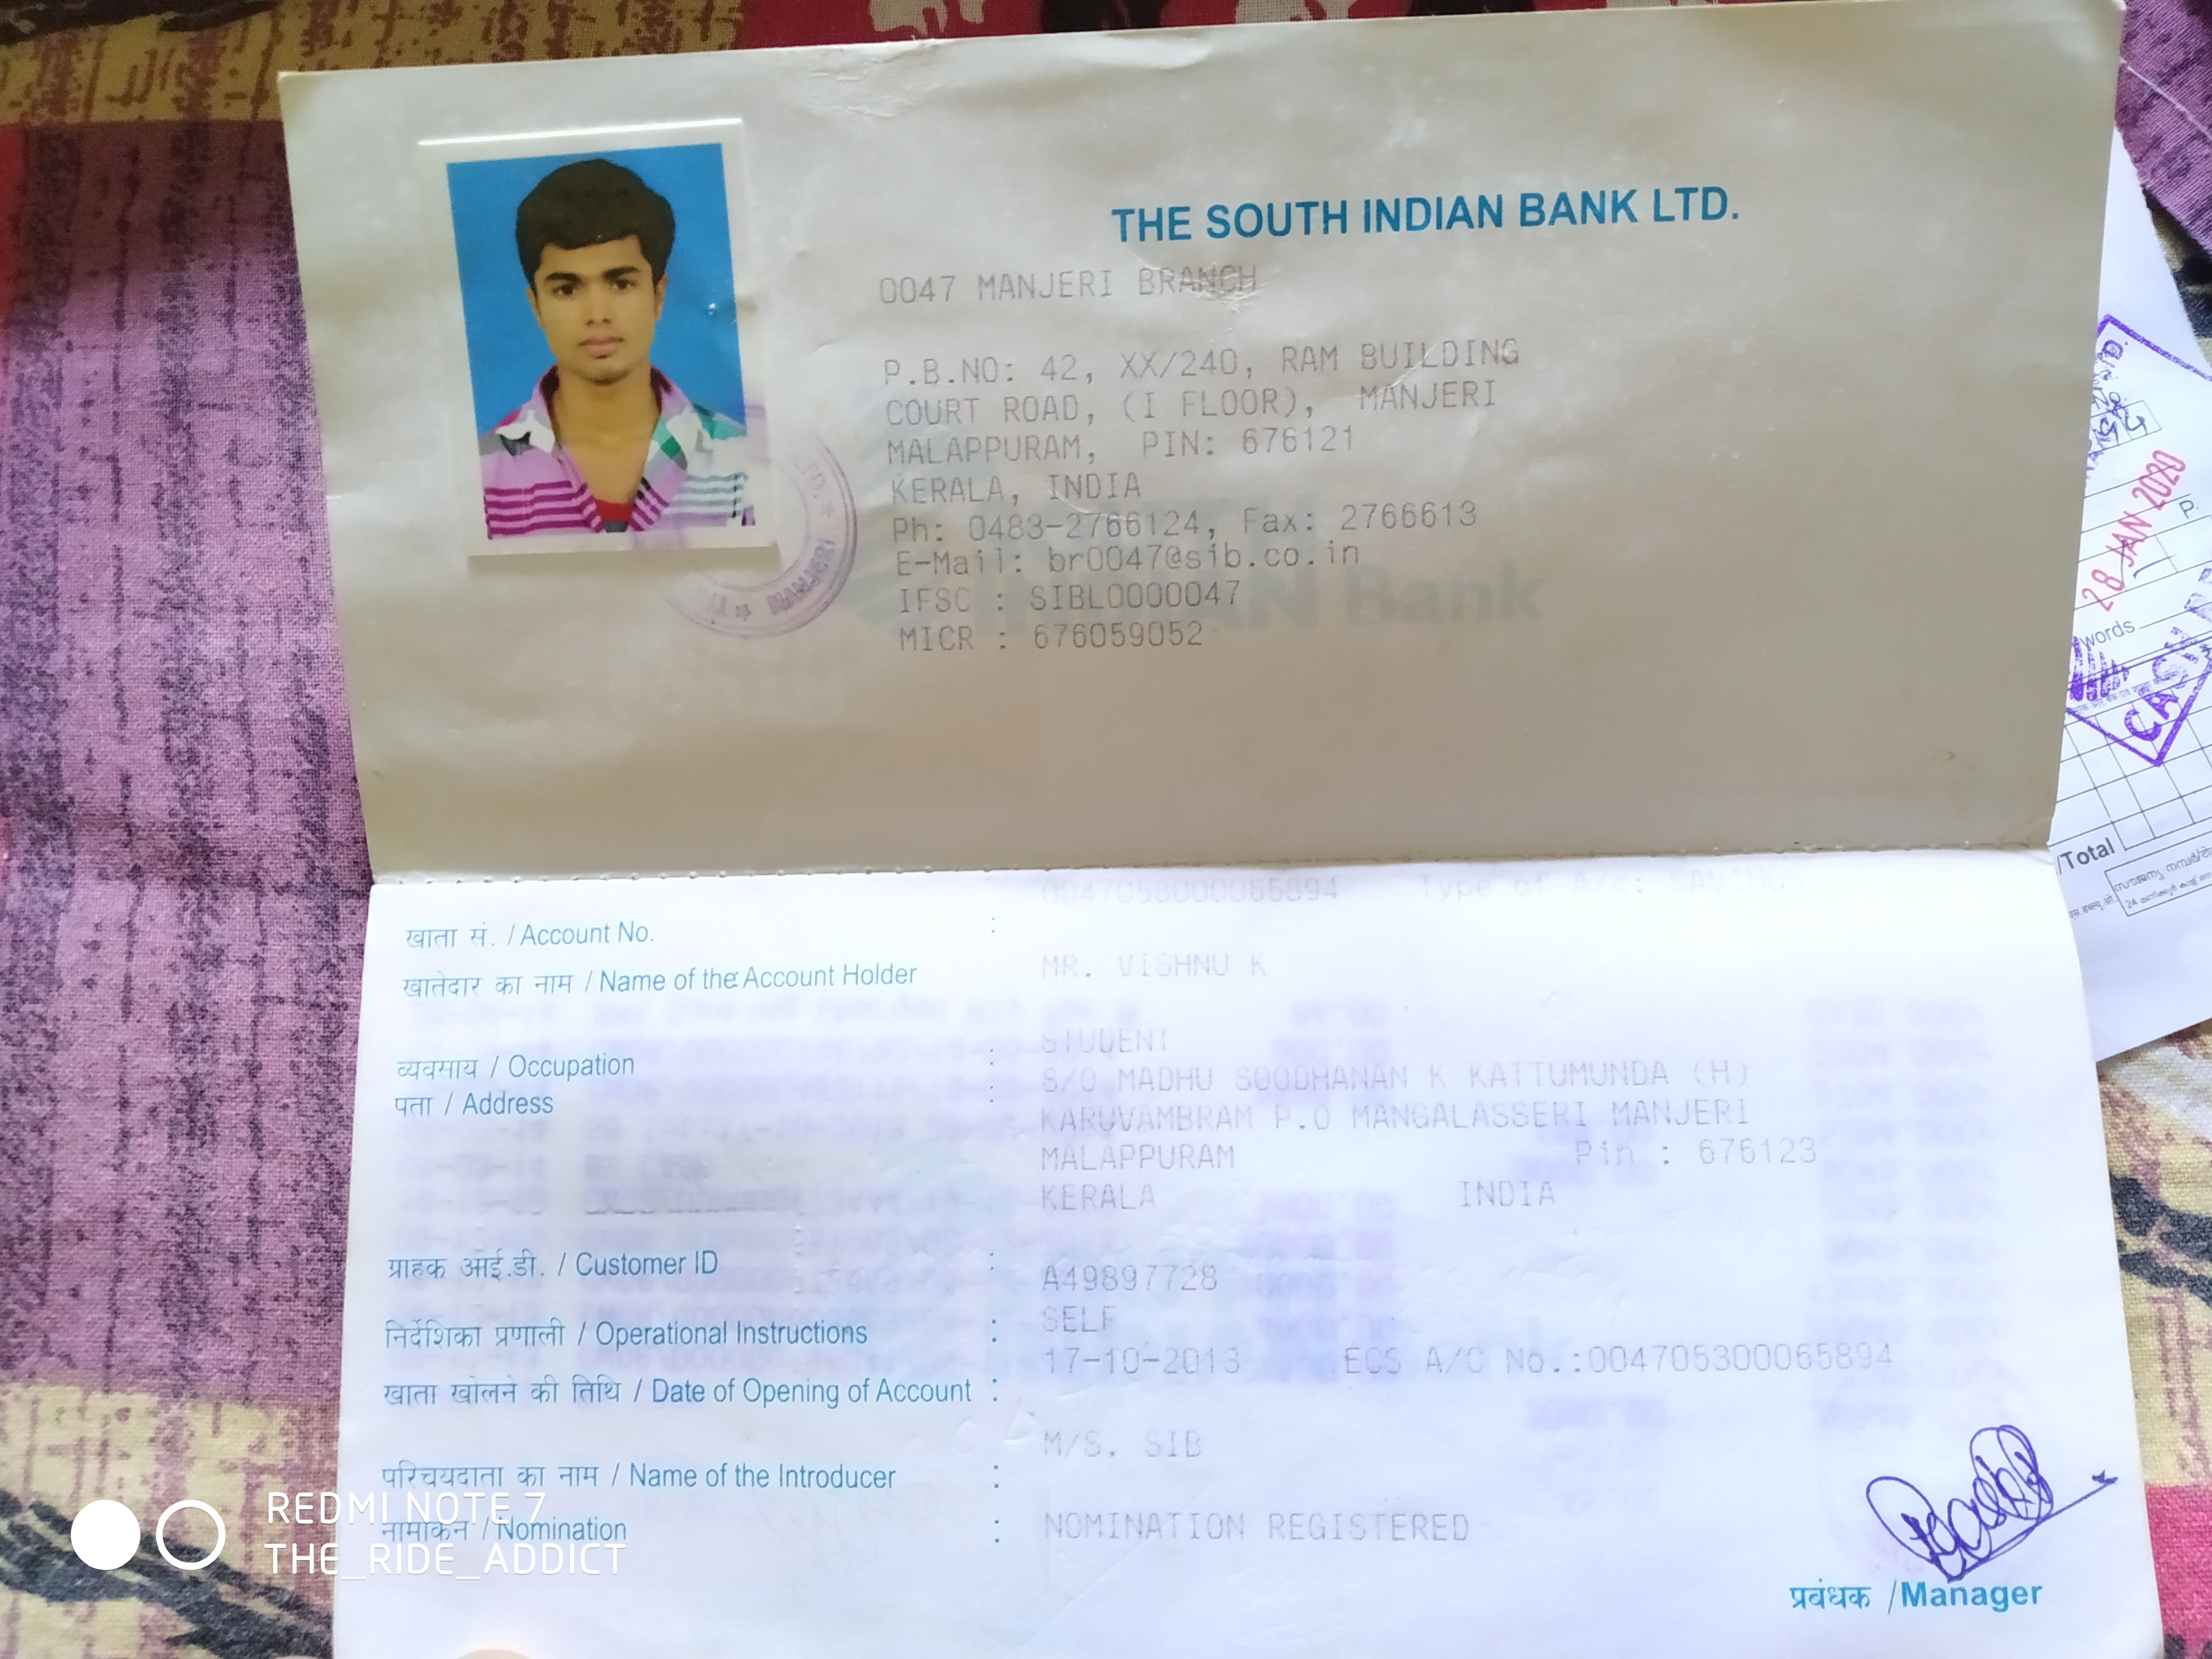 THE SOUTH INDIAN BANK LTD.
0047 MANJERI BRANCH
P.B.NO: 42, XX/240, RAM BUILDING
COURT ROAD, (I FLOOR), MANJERI
MALAPPURAM, PIN: 676121
KERALA, INDIA
Ph: 0483-2766124, Fax: 2766613
E-Mail: br0047@sib.co.in
IFSC : SIBL0000047
MICR : 676059052
LTD. * MANJERI *
Bank
28 JAN 2020
P.
words
CASH
/Total
Type of A/c: SAVINGS
खाता सं. / Account No. :
खातेदार का नाम / Name of the Account Holder MR. VISHNU K
व्यवसाय / Occupation : STUDENT
पता / Address : S/O MADHU SOODHANAN K KATTUMUNDA (H)
KARUVAMBRAM P.O MANGALASSERI MANJERI
MALAPPURAM Pin : 676123
KERALA INDIA
ग्राहक आई.डी. / Customer ID : A49897728
निर्देशिका प्रणाली / Operational Instructions : SELF
खाता खोलने की तिथि / Date of Opening of Account : 17-10-2013 ECS A/C No.:004705300065894
परिचयदाता का नाम / Name of the Introducer : M/S. SIB
नामांकन / Nomination : NOMINATION REGISTERED
प्रबंधक /Manager
REDMI NOTE 7
THE_RIDE_ADDICT